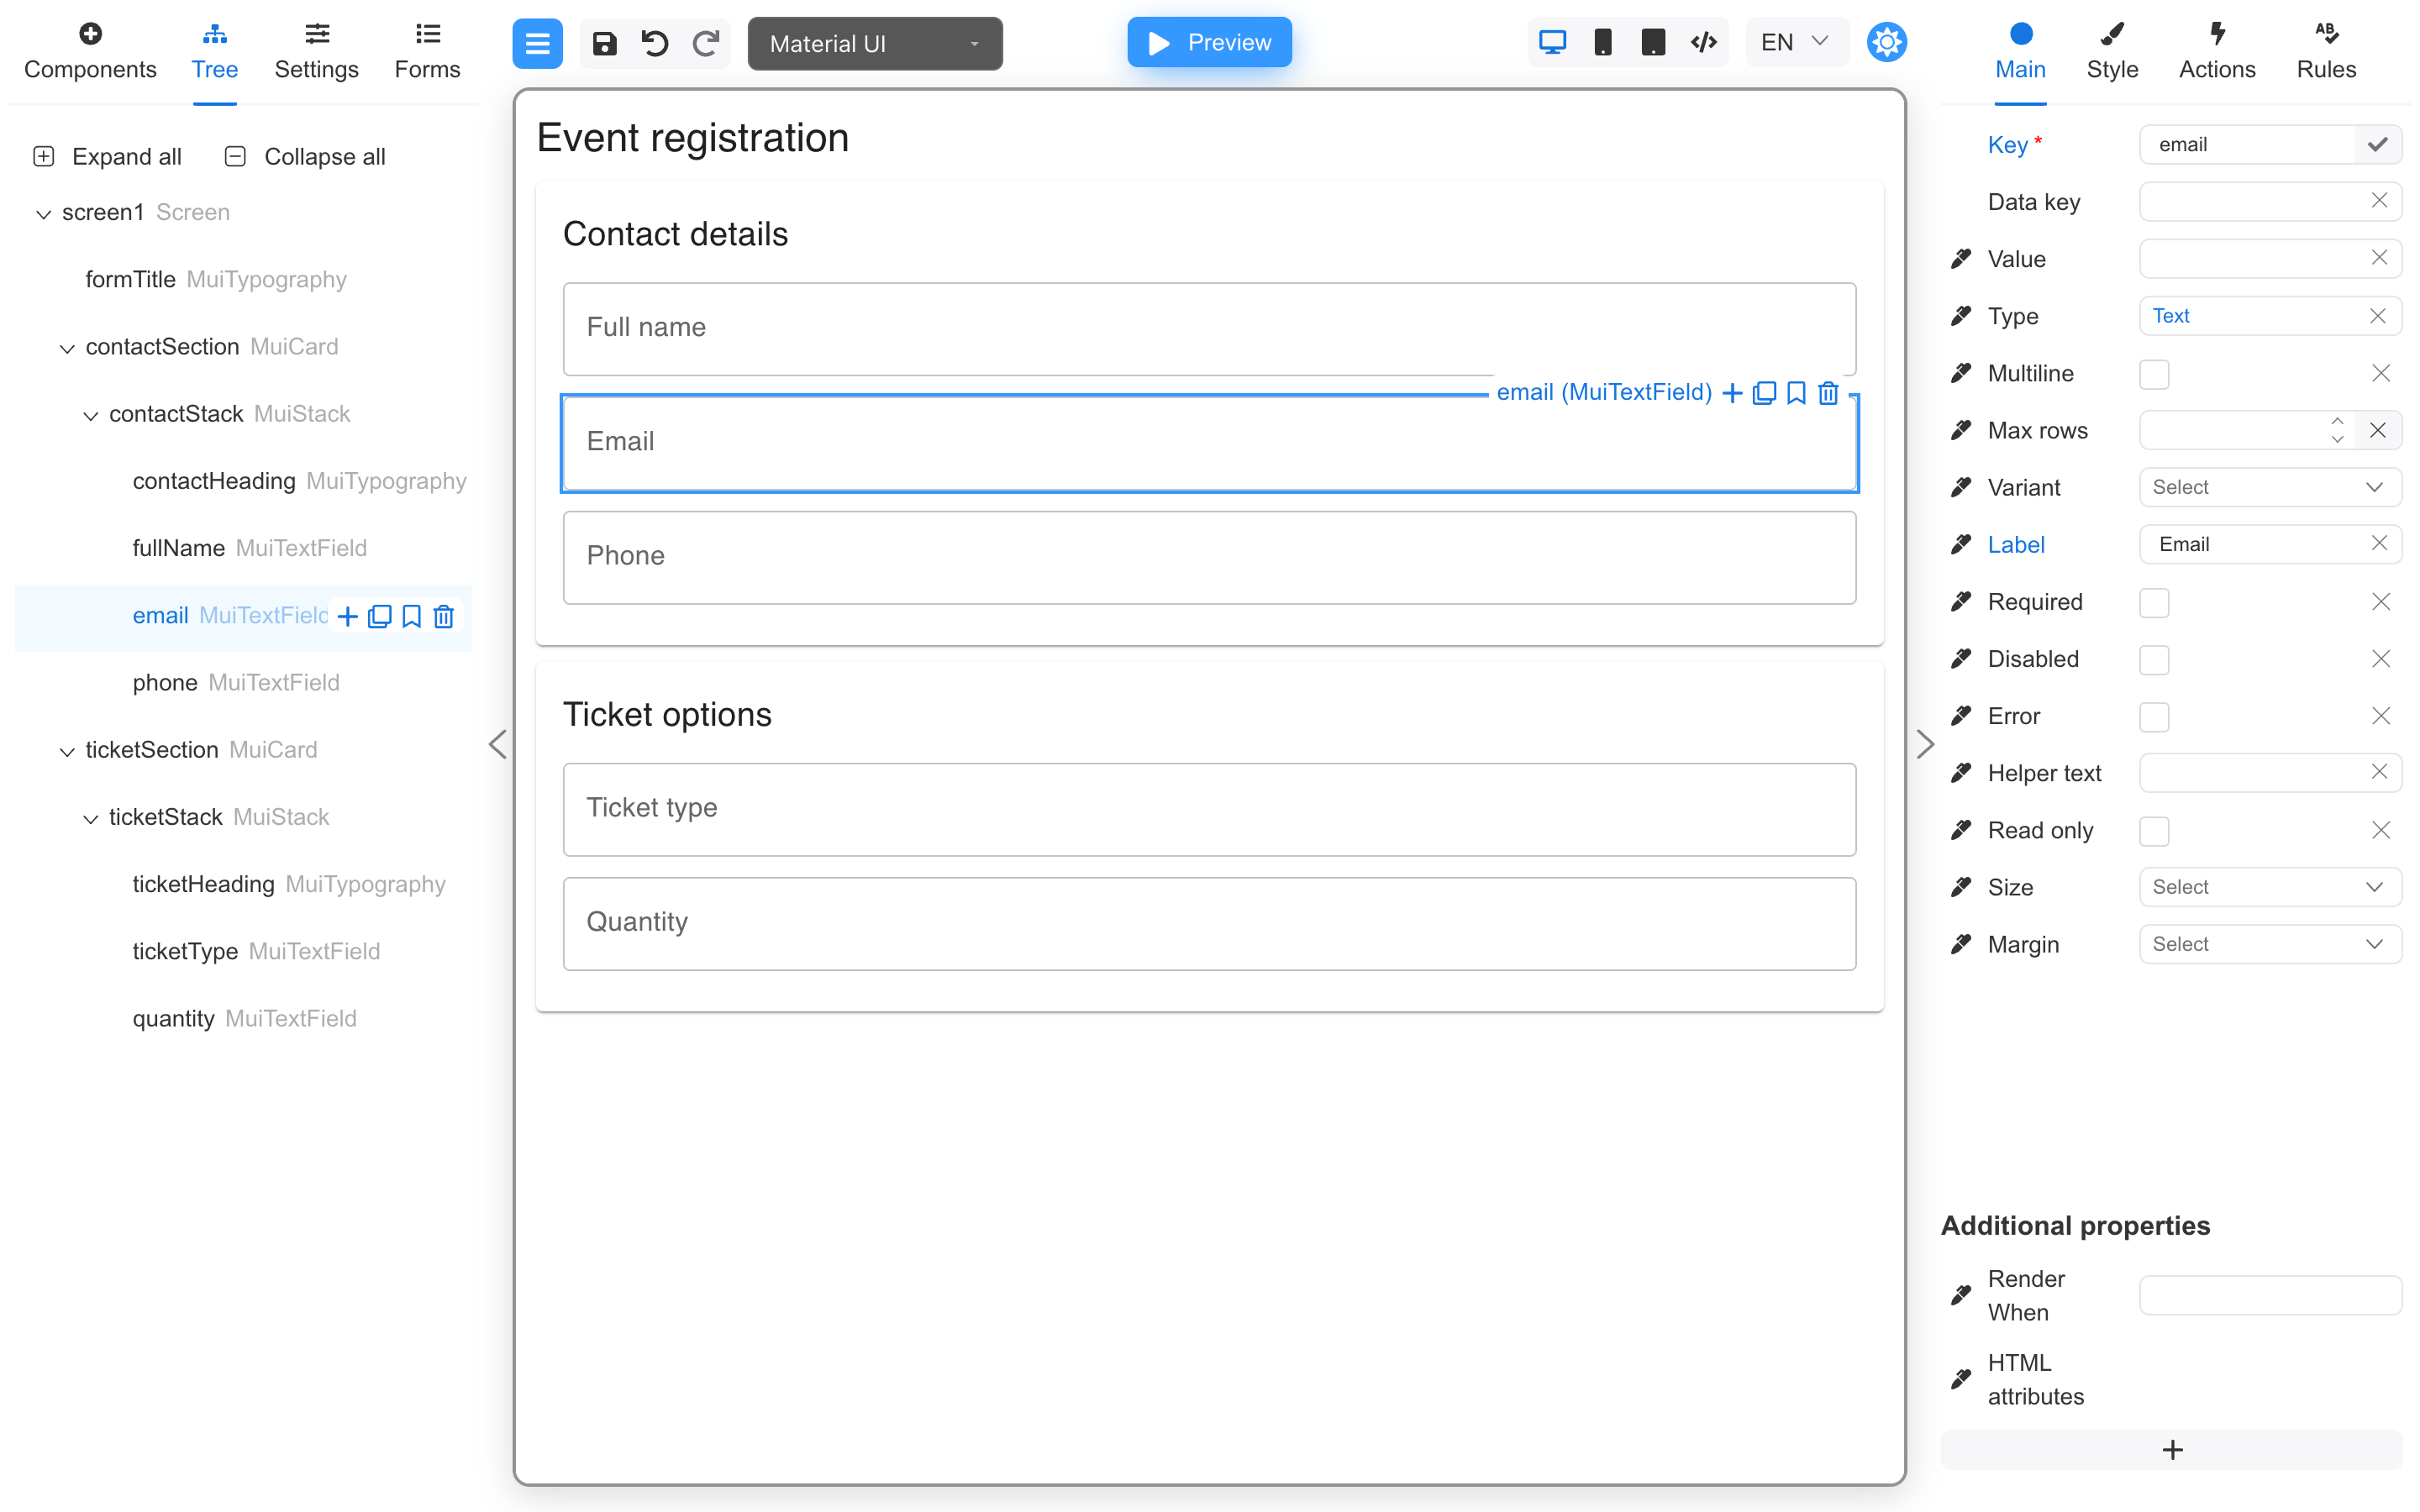 Components Tree Settings Forms
Material UI
Preview
EN
Main Style Actions Rules
Expand all Collapse all
screen1 Screen
formTitle MuiTypography
contactSection MuiCard
contactStack MuiStack
contactHeading MuiTypography
fullName MuiTextField
email MuiTextField
phone MuiTextField
ticketSection MuiCard
ticketStack MuiStack
ticketHeading MuiTypography
ticketType MuiTextField
quantity MuiTextField
Event registration
Contact details
Full name
email (MuiTextField)
Email
Phone
Ticket options
Ticket type
Quantity
Key * email
Data key
Value
Type Text
Multiline
Max rows
Variant Select
Label Email
Required
Disabled
Error
Helper text
Read only
Size Select
Margin Select
Additional properties
Render
When
HTML
attributes